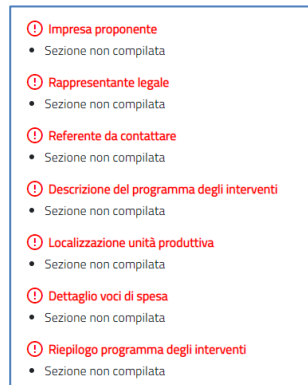 Impresa proponente
• Sezione non compilata
Rappresentante legale
• Sezione non compilata
Referente da contattare
• Sezione non compilata
Descrizione del programma degli interventi
• Sezione non compilata
Localizzazione unità produttiva
• Sezione non compilata
Dettaglio voci di spesa
• Sezione non compilata
Riepilogo programma degli interventi
• Sezione non compilata